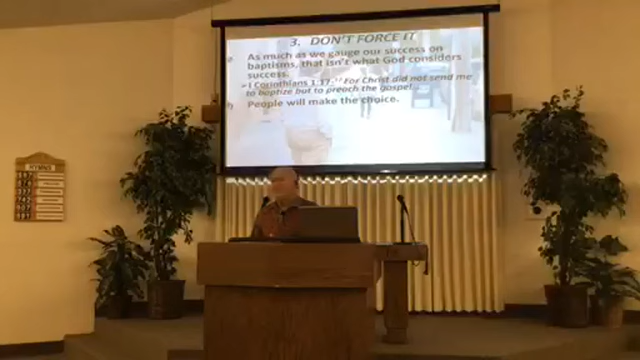 3. DON'T FORCE IT
a. As much as we gauge our success on
baptisms, that isn't what God considers
success.
1 Corinthians 1:17-¹⁷ For Christ did not send me
to baptize but to preach the gospel...
b. People will make the choice.
HYMNS